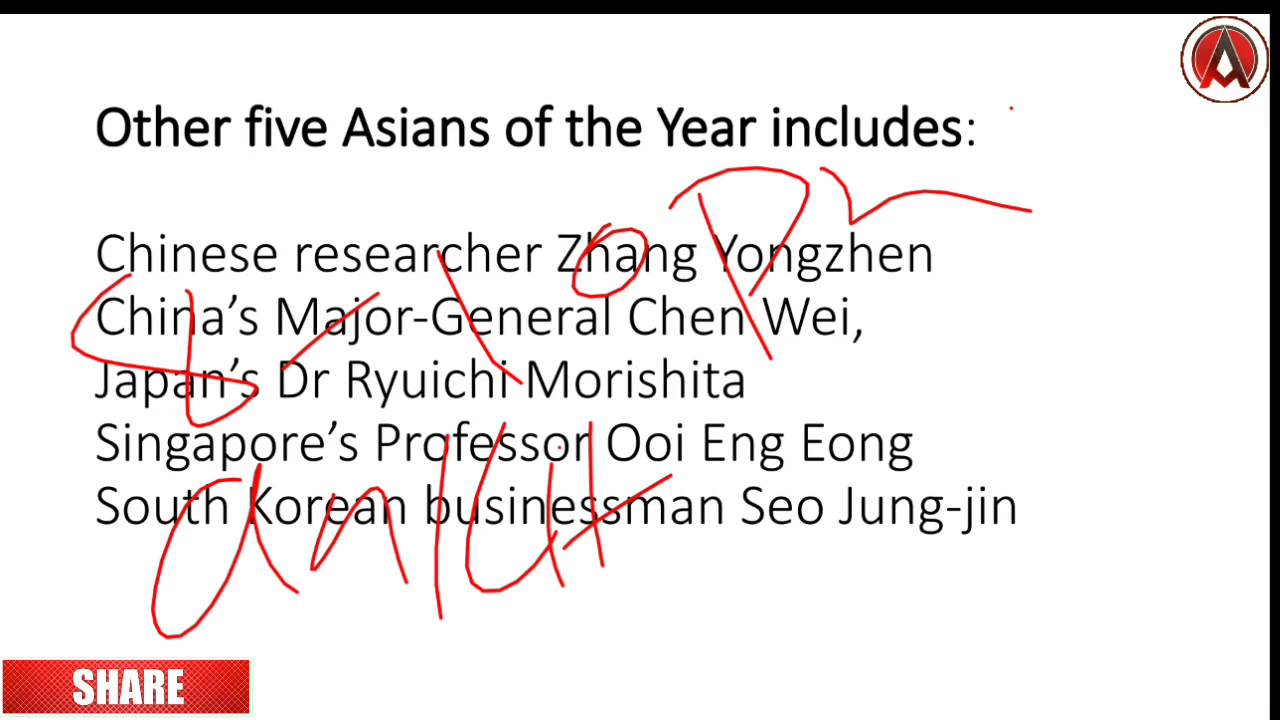 Other five Asians of the Year includes:
Chinese researcher Zhang Yongzhen
China’s Major-General Chen Wei,
Japan’s Dr Ryuichi Morishita
Singapore’s Professor Ooi Eng Eong
South Korean businessman Seo Jung-jin
SHARE